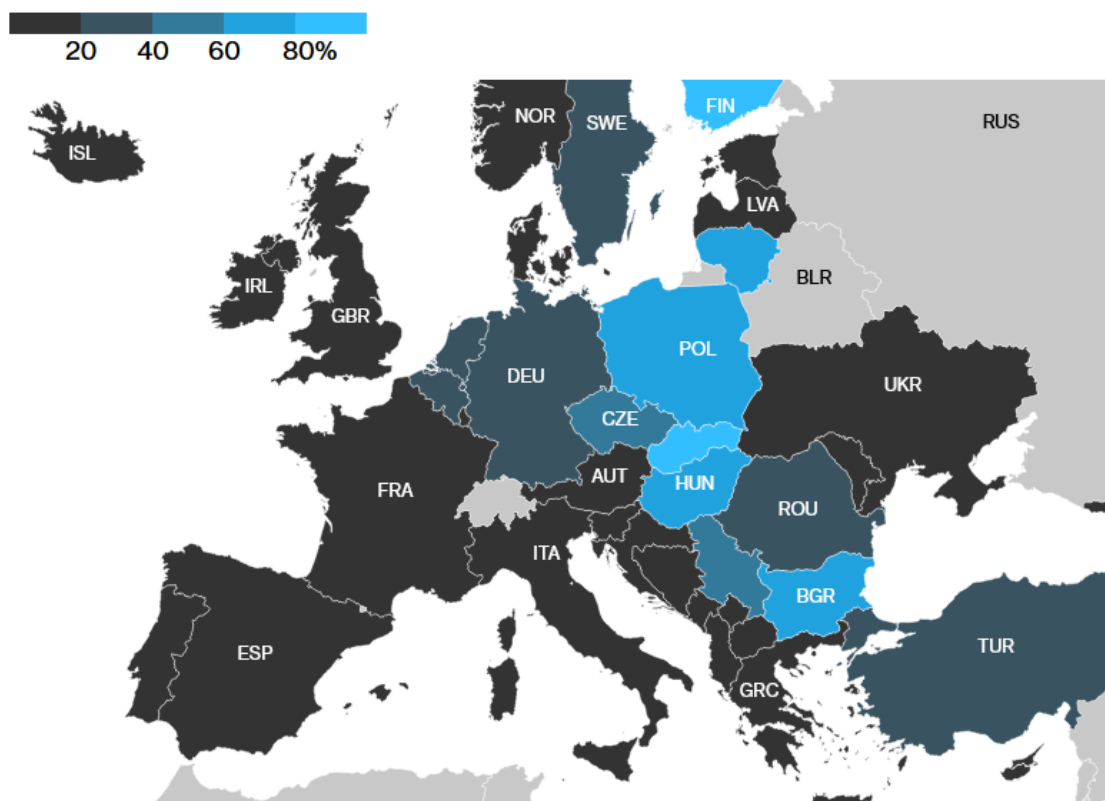 20 40 60 80%
FIN
NOR
SWE
RUS
ISL
LVA
BLR
IRL
GBR
POL
DEU
UKR
CZE
AUT
HUN
FRA
ROU
ITA
BGR
TUR
ESP
GRC